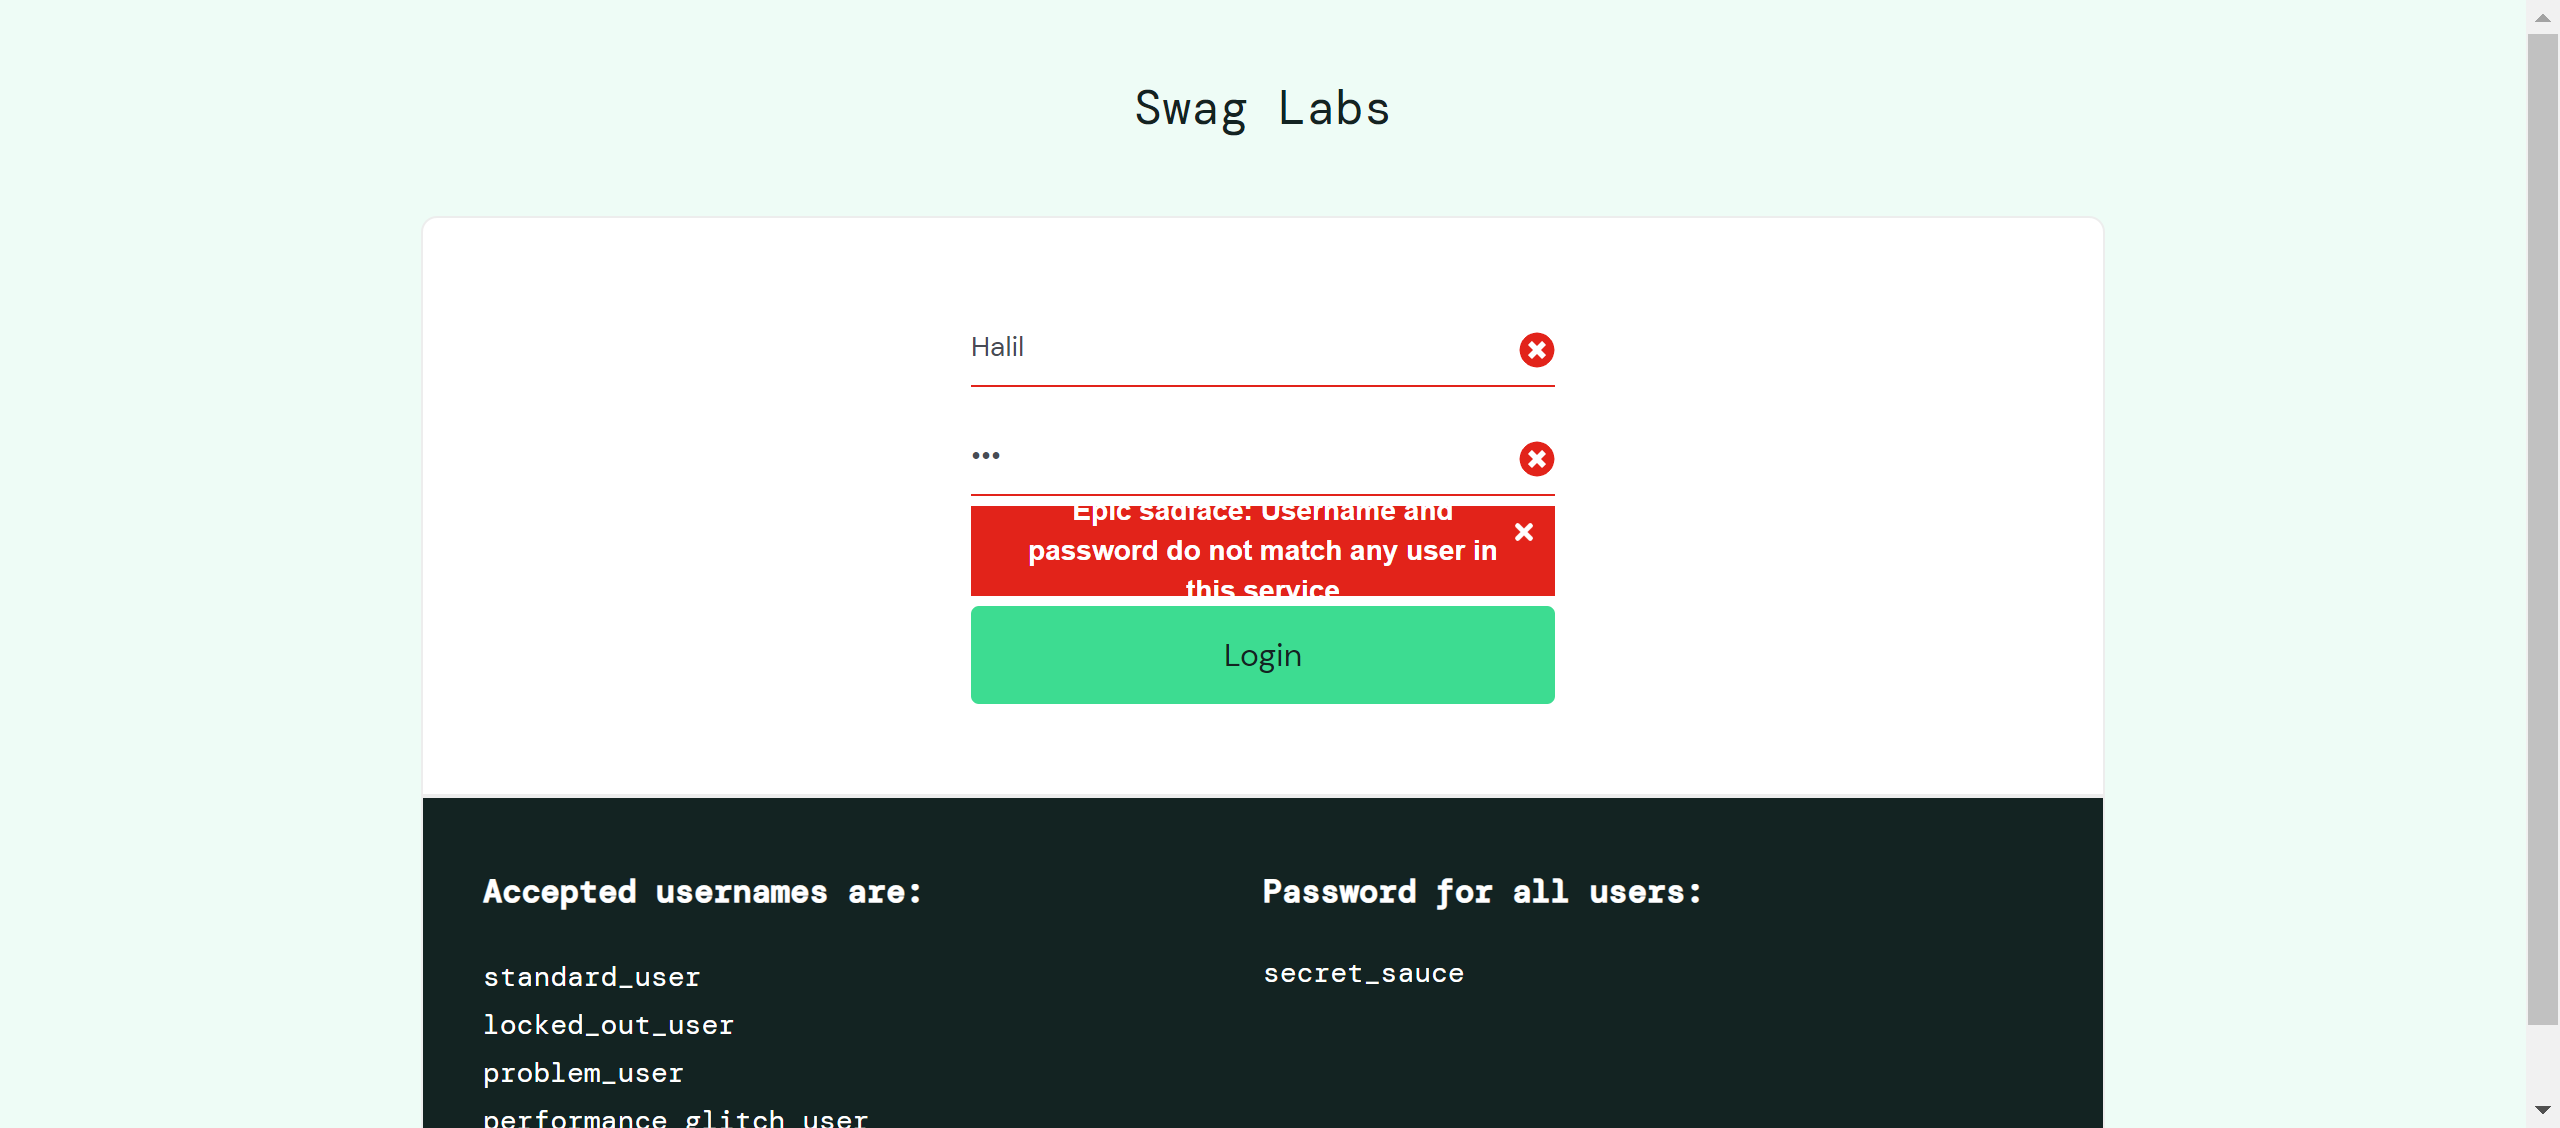 Swag Labs
Halil
•••
Epic sadface: Username and
password do not match any user in
this service
Login
Accepted usernames are:
standard_user
locked_out_user
problem_user
performance_glitch_user
Password for all users:
secret_sauce